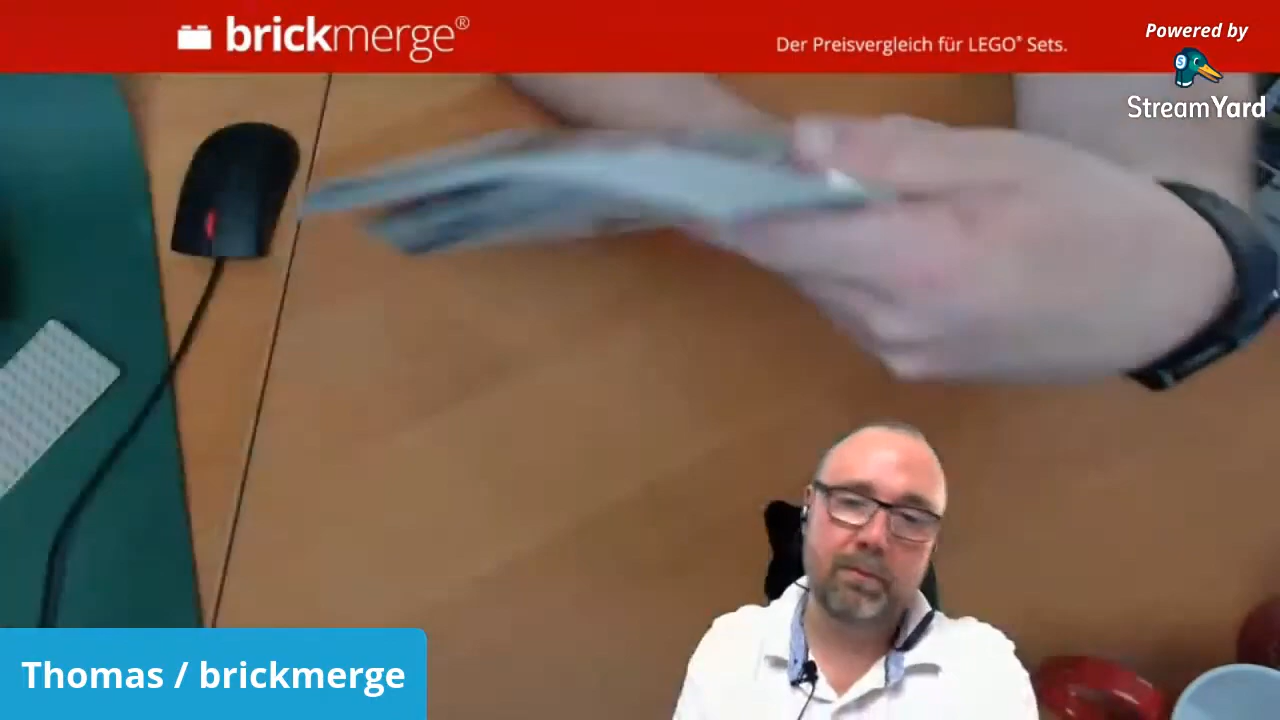 brickmerge®
Der Preisvergleich für LEGO® Sets.
Powered by
StreamYard
Thomas / brickmerge